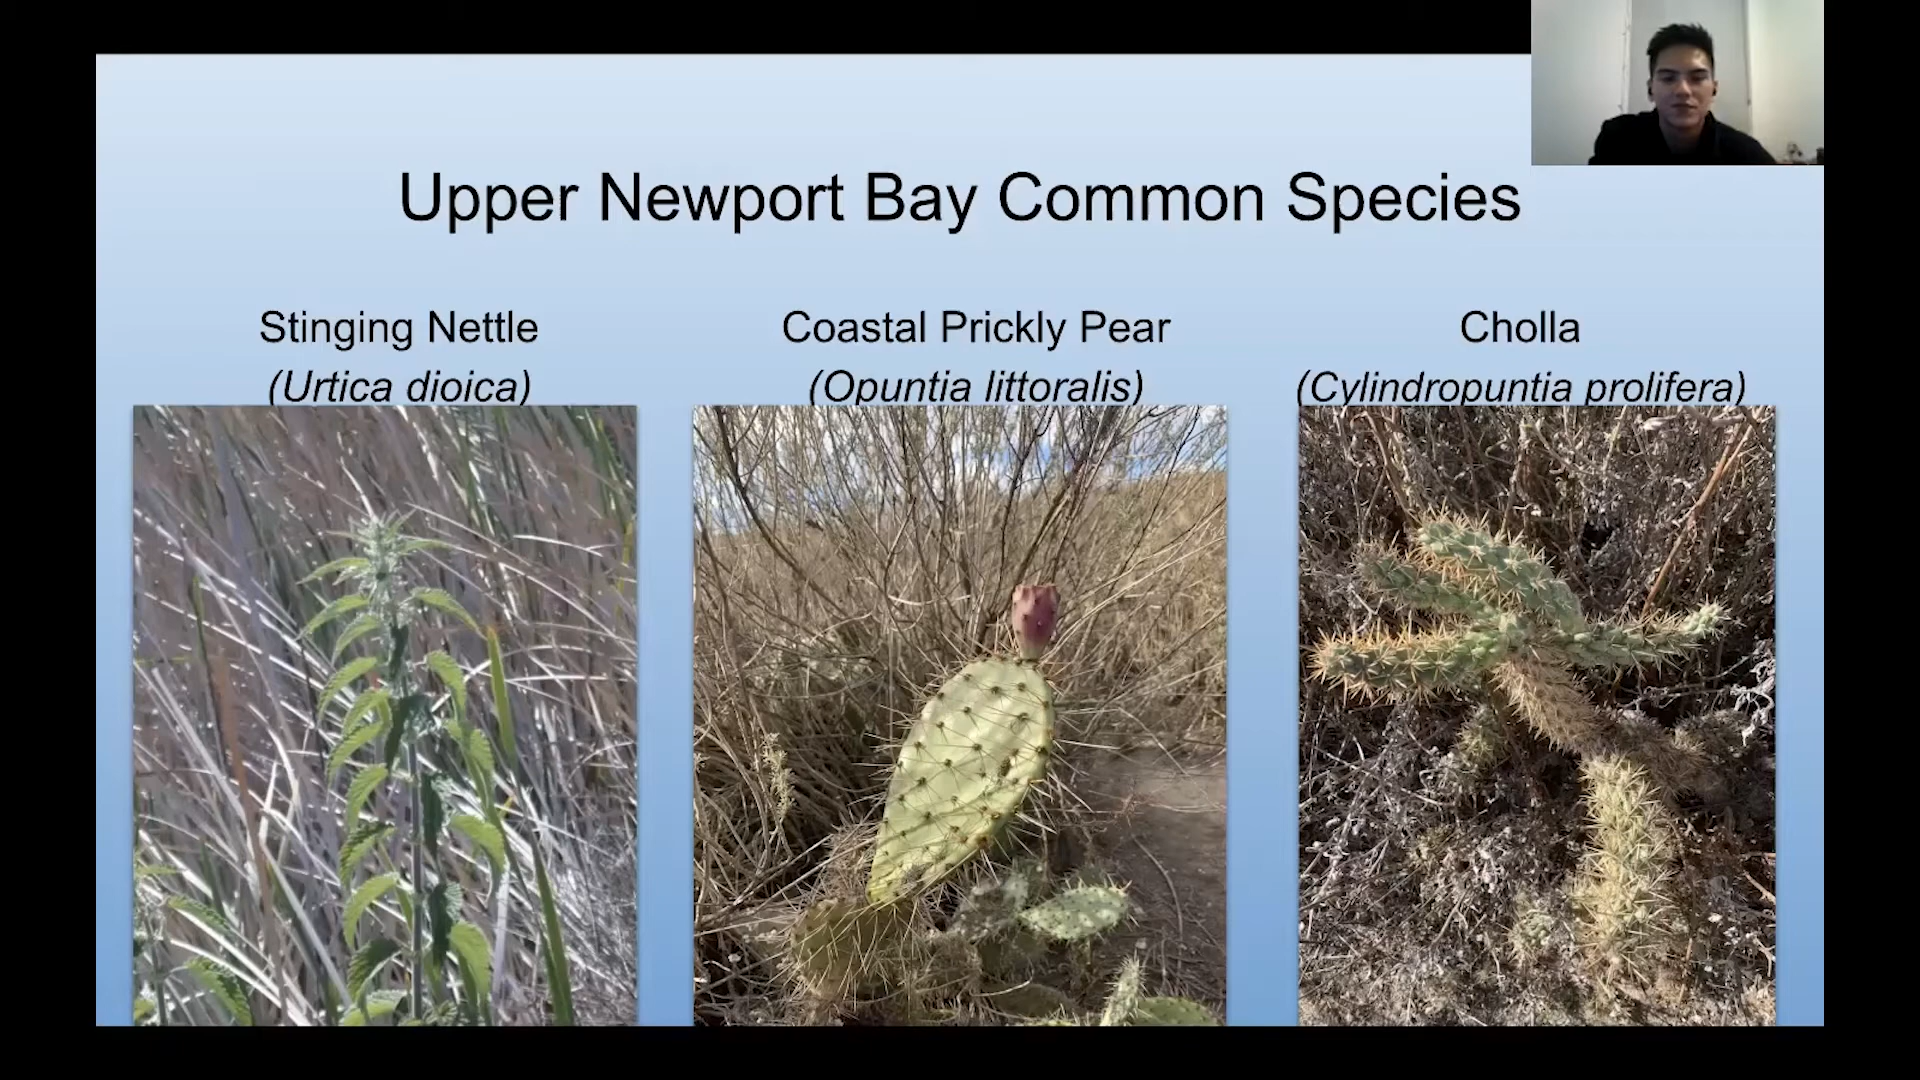 Upper Newport Bay Common Species
Stinging Nettle
(Urtica dioica)
Coastal Prickly Pear
(Opuntia littoralis)
Cholla
(Cylindropuntia prolifera)